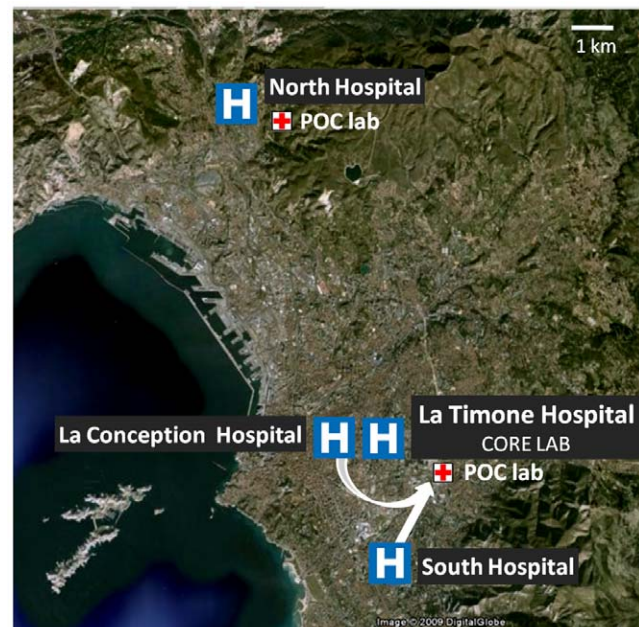 1 km
H
North Hospital
POC lab
La Conception Hospital
H H
La Timone Hospital
CORE LAB
POC lab
H
South Hospital
Image © 2009 DigitalGlobe